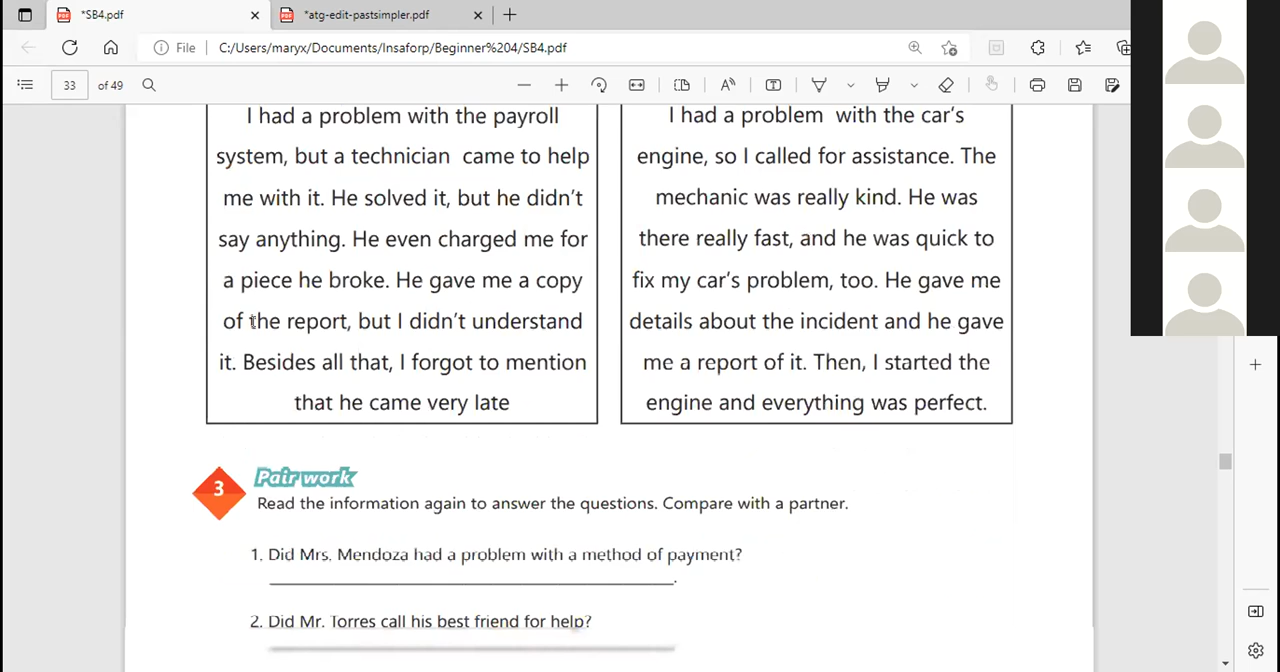 *SB4.pdf
*atg-edit-pastsimpler.pdf
File
C:/Users/maryx/Documents/Insaforp/Beginner%204/SB4.pdf
33
of 49
I had a problem with the payroll
system, but a technician came to help
me with it. He solved it, but he didn't
say anything. He even charged me for
a piece he broke. He gave me a copy
of the report, but I didn't understand
it. Besides all that, I forgot to mention
that he came very late
I had a problem with the car's
engine, so I called for assistance. The
mechanic was really kind. He was
there really fast, and he was quick to
fix my car's problem, too. He gave me
details about the incident and he gave
me a report of it. Then, I started the
engine and everything was perfect.
3
Pair work
Read the information again to answer the questions. Compare with a partner.
1. Did Mrs. Mendoza had a problem with a method of payment?
2. Did Mr. Torres call his best friend for help?